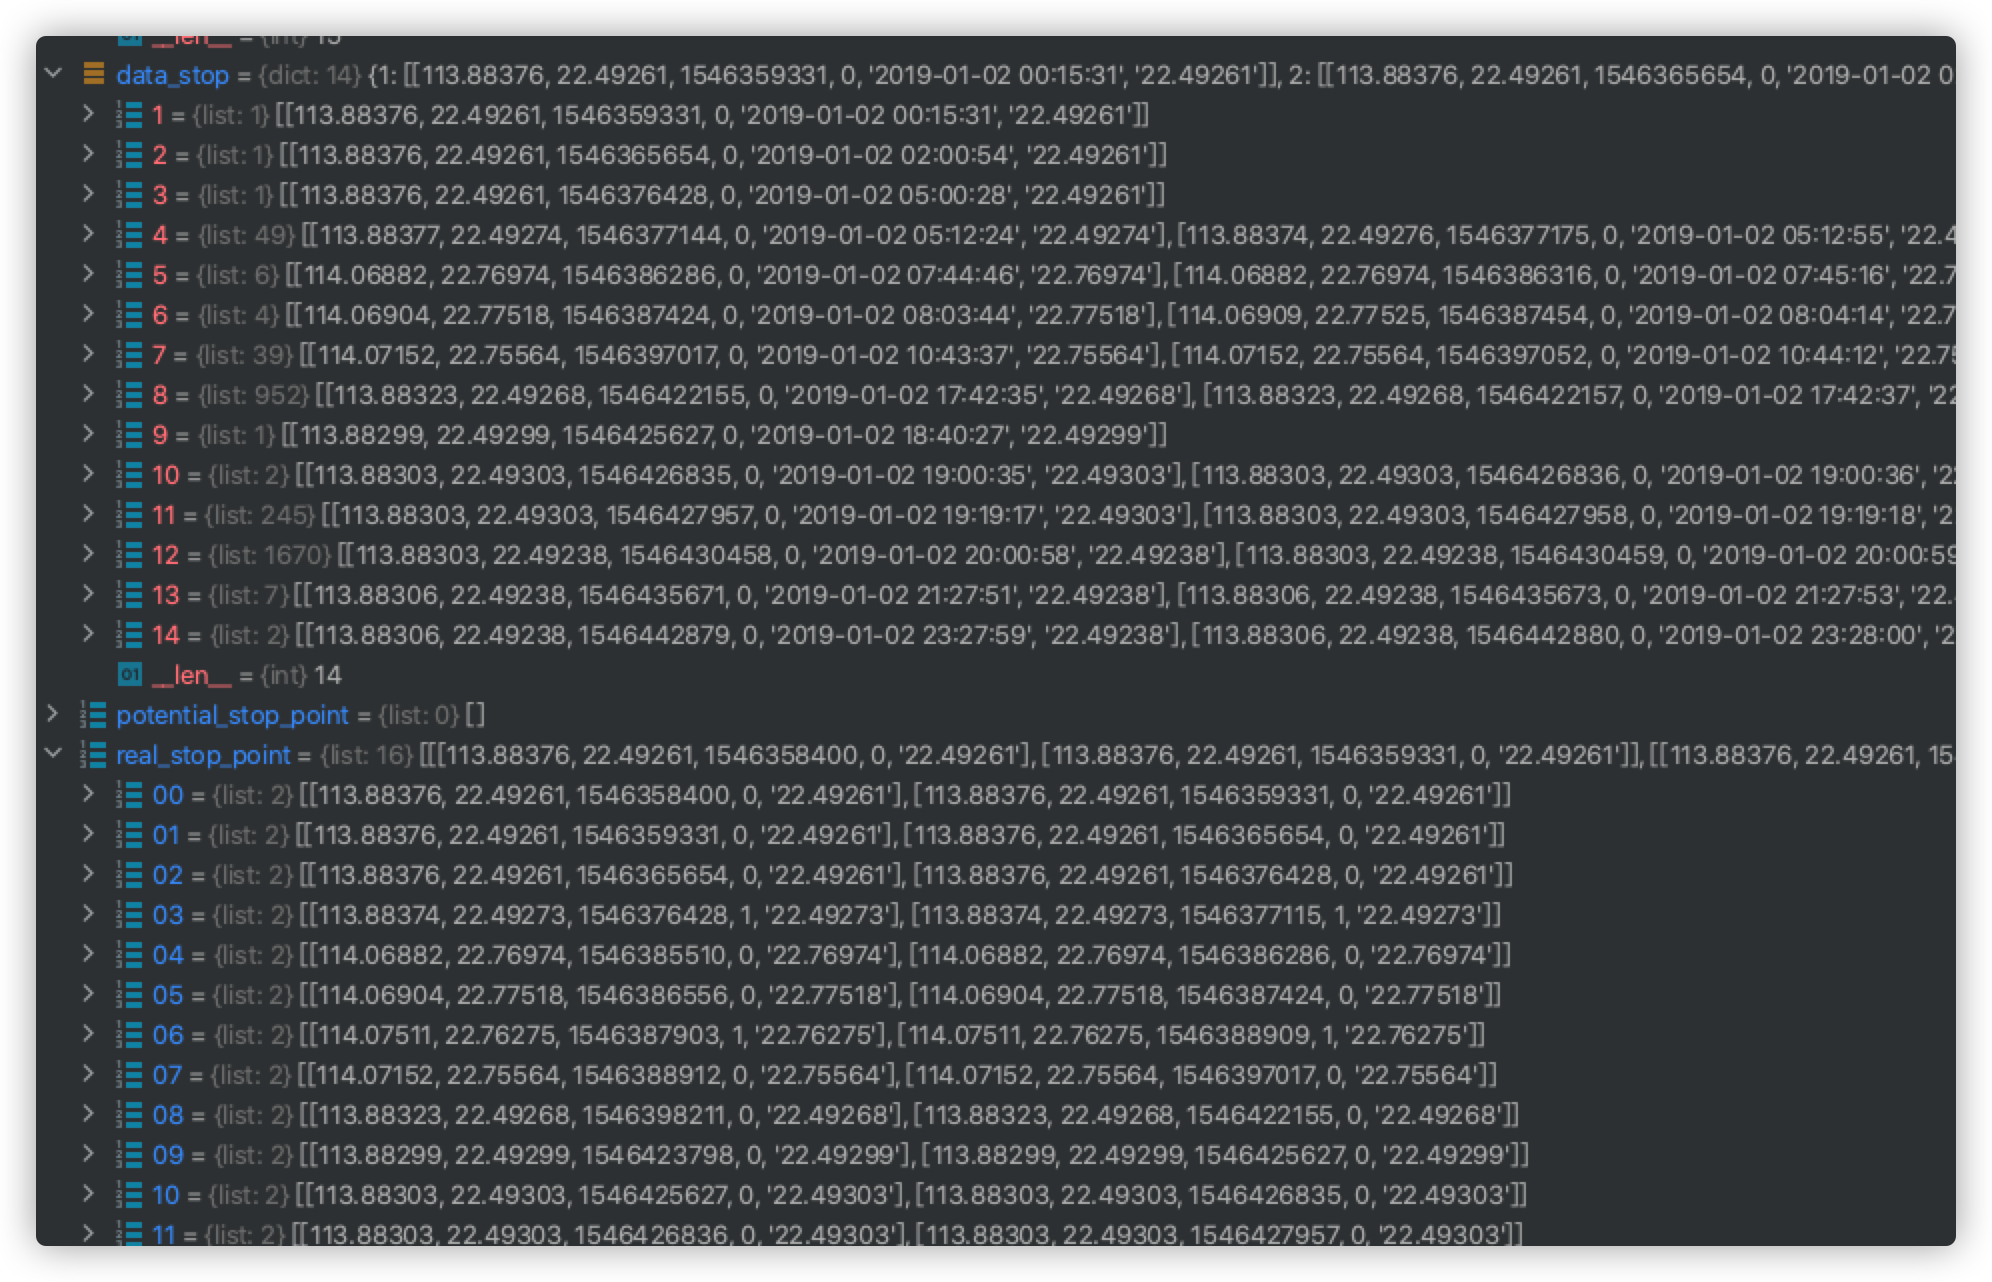 01 __len__ = {int} 15
data_stop = {dict: 14} {1: [[113.88376, 22.49261, 1546359331, 0, '2019-01-02 00:15:31', '22.49261']], 2: [[113.88376, 22.49261, 1546365654, 0, '2019-01-02 0
1 = {list: 1} [[113.88376, 22.49261, 1546359331, 0, '2019-01-02 00:15:31', '22.49261']]
2 = {list: 1} [[113.88376, 22.49261, 1546365654, 0, '2019-01-02 02:00:54', '22.49261']]
3 = {list: 1} [[113.88376, 22.49261, 1546376428, 0, '2019-01-02 05:00:28', '22.49261']]
4 = {list: 49} [[113.88377, 22.49274, 1546377144, 0, '2019-01-02 05:12:24', '22.49274'], [113.88374, 22.49276, 1546377175, 0, '2019-01-02 05:12:55', '22.4
5 = {list: 6} [[114.06882, 22.76974, 1546386286, 0, '2019-01-02 07:44:46', '22.76974'], [114.06882, 22.76974, 1546386316, 0, '2019-01-02 07:45:16', '22.7
6 = {list: 4} [[114.06904, 22.77518, 1546387424, 0, '2019-01-02 08:03:44', '22.77518'], [114.06909, 22.77525, 1546387454, 0, '2019-01-02 08:04:14', '22.7
7 = {list: 39} [[114.07152, 22.75564, 1546397017, 0, '2019-01-02 10:43:37', '22.75564'], [114.07152, 22.75564, 1546397052, 0, '2019-01-02 10:44:12', '22.75
8 = {list: 952} [[113.88323, 22.49268, 1546422155, 0, '2019-01-02 17:42:35', '22.49268'], [113.88323, 22.49268, 1546422157, 0, '2019-01-02 17:42:37', '22
9 = {list: 1} [[113.88299, 22.49299, 1546425627, 0, '2019-01-02 18:40:27', '22.49299']]
10 = {list: 2} [[113.88303, 22.49303, 1546426835, 0, '2019-01-02 19:00:35', '22.49303'], [113.88303, 22.49303, 1546426836, 0, '2019-01-02 19:00:36', '22
11 = {list: 245} [[113.88303, 22.49303, 1546427957, 0, '2019-01-02 19:19:17', '22.49303'], [113.88303, 22.49303, 1546427958, 0, '2019-01-02 19:19:18', '2
12 = {list: 1670} [[113.88303, 22.49238, 1546430458, 0, '2019-01-02 20:00:58', '22.49238'], [113.88303, 22.49238, 1546430459, 0, '2019-01-02 20:00:59
13 = {list: 7} [[113.88306, 22.49238, 1546435671, 0, '2019-01-02 21:27:51', '22.49238'], [113.88306, 22.49238, 1546435673, 0, '2019-01-02 21:27:53', '22.
14 = {list: 2} [[113.88306, 22.49238, 1546442879, 0, '2019-01-02 23:27:59', '22.49238'], [113.88306, 22.49238, 1546442880, 0, '2019-01-02 23:28:00', '2
01 __len__ = {int} 14
potential_stop_point = {list: 0} []
real_stop_point = {list: 16} [[[113.88376, 22.49261, 1546358400, 0, '22.49261'], [113.88376, 22.49261, 1546359331, 0, '22.49261']], [[113.88376, 22.49261, 15
00 = {list: 2} [[113.88376, 22.49261, 1546358400, 0, '22.49261'], [113.88376, 22.49261, 1546359331, 0, '22.49261']]
01 = {list: 2} [[113.88376, 22.49261, 1546359331, 0, '22.49261'], [113.88376, 22.49261, 1546365654, 0, '22.49261']]
02 = {list: 2} [[113.88376, 22.49261, 1546365654, 0, '22.49261'], [113.88376, 22.49261, 1546376428, 0, '22.49261']]
03 = {list: 2} [[113.88374, 22.49273, 1546376428, 1, '22.49273'], [113.88374, 22.49273, 1546377115, 1, '22.49273']]
04 = {list: 2} [[114.06882, 22.76974, 1546385510, 0, '22.76974'], [114.06882, 22.76974, 1546386286, 0, '22.76974']]
05 = {list: 2} [[114.06904, 22.77518, 1546386556, 0, '22.77518'], [114.06904, 22.77518, 1546387424, 0, '22.77518']]
06 = {list: 2} [[114.07511, 22.76275, 1546387903, 1, '22.76275'], [114.07511, 22.76275, 1546388909, 1, '22.76275']]
07 = {list: 2} [[114.07152, 22.75564, 1546388912, 0, '22.75564'], [114.07152, 22.75564, 1546397017, 0, '22.75564']]
08 = {list: 2} [[113.88323, 22.49268, 1546398211, 0, '22.49268'], [113.88323, 22.49268, 1546422155, 0, '22.49268']]
09 = {list: 2} [[113.88299, 22.49299, 1546423798, 0, '22.49299'], [113.88299, 22.49299, 1546425627, 0, '22.49299']]
10 = {list: 2} [[113.88303, 22.49303, 1546425627, 0, '22.49303'], [113.88303, 22.49303, 1546426835, 0, '22.49303']]
11 = {list: 2} [[113.88303, 22.49303, 1546426836, 0, '22.49303'], [113.88303, 22.49303, 1546427957, 0, '22.49303']]